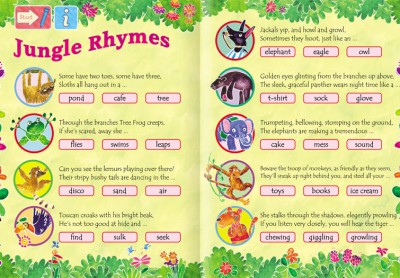 Start
i
Jungle Rhymes
Some have two toes, some have three,
Sloths all hang out in a ...
pond
cafe
tree
Through the branches Tree Frog creeps,
If he's scared, away she ...
flies
swims
leaps
Can you see the lemurs playing over there?
Their stripy bushy tails are dancing in the ...
disco
sand
air
Toucan croaks with his bright beak,
He's not too good at hide and ...
find
sulk
seek
Jackals yip, and howl and growl,
Sometimes they hoot, just like an ...
elephant
eagle
owl
Golden eyes glinting from the branches up above,
The sleek, graceful panther wears night time like a ...
t-shirt
sock
glove
Trumpeting, bellowing, stomping on the ground,
The elephants are making a tremendous ...
cake
mess
sound
Beware the troop of monkeys, as friendly as they seem,
They'll sneak up right behind you, and steal your ...
toys
books
ice cream
She stalks through the shadows, elegantly prowling
If you listen very closely, you will hear the tiger ...
chewing
giggling
growling